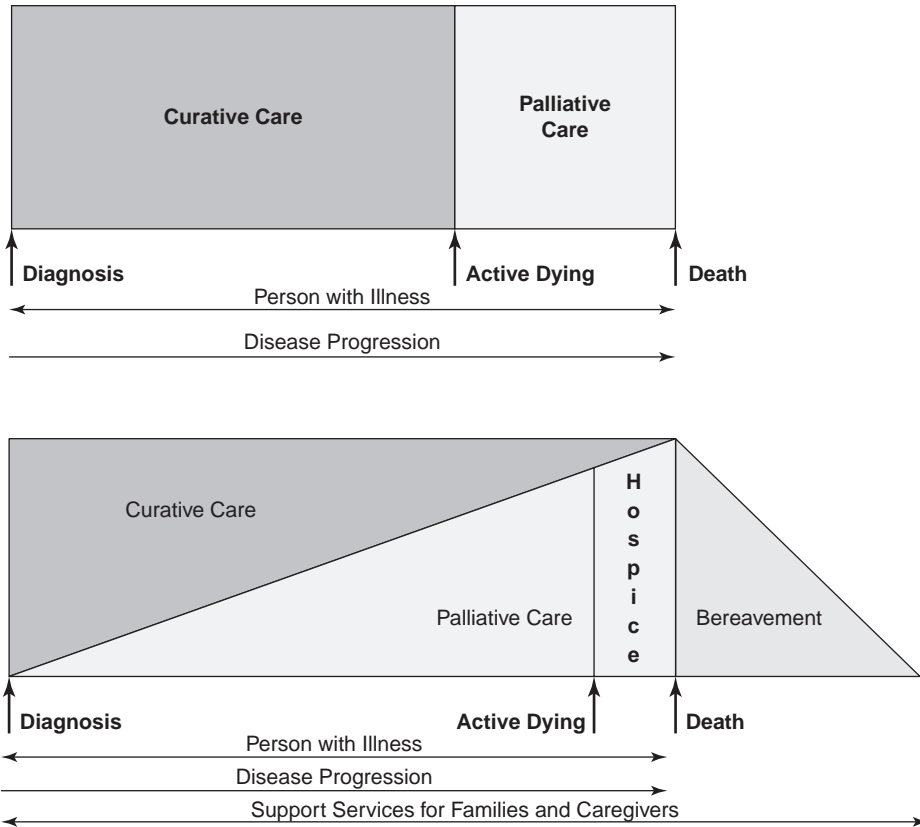 Curative Care
Palliative
Care
Diagnosis
Active Dying
Death
Person with Illness
Disease Progression
Curative Care
Palliative Care
H
o
s
p
i
c
e
Bereavement
Diagnosis
Active Dying
Death
Person with Illness
Disease Progression
Support Services for Families and Caregivers